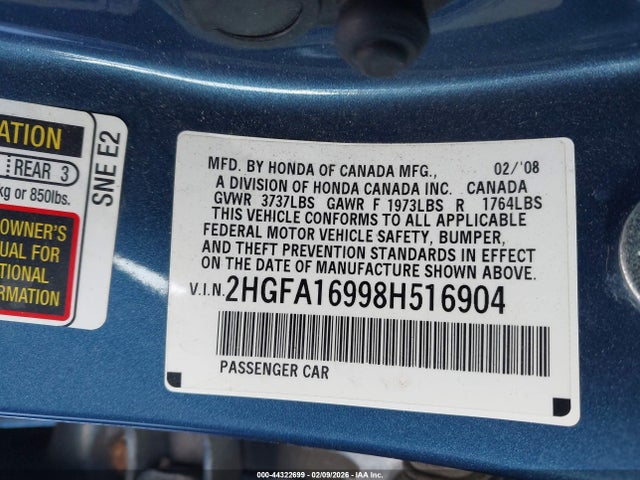 ATION
REAR 3
kg or 850lbs.
OWNER'S
UAL FOR
TIONAL
MATION
SNE E2
MFD. BY HONDA OF CANADA MFG., 02/'08
A DIVISION OF HONDA CANADA INC. CANADA
GVWR 3737LBS GAWR F 1973LBS R 1764LBS
THIS VEHICLE CONFORMS TO ALL APPLICABLE
FEDERAL MOTOR VEHICLE SAFETY, BUMPER,
AND THEFT PREVENTION STANDARDS IN EFFECT
ON THE DATE OF MANUFACTURE SHOWN ABOVE.
V.I.N. 2HGFA16998H516904
PASSENGER CAR
000-44322699 - 02/09/2026 - IAA Inc.